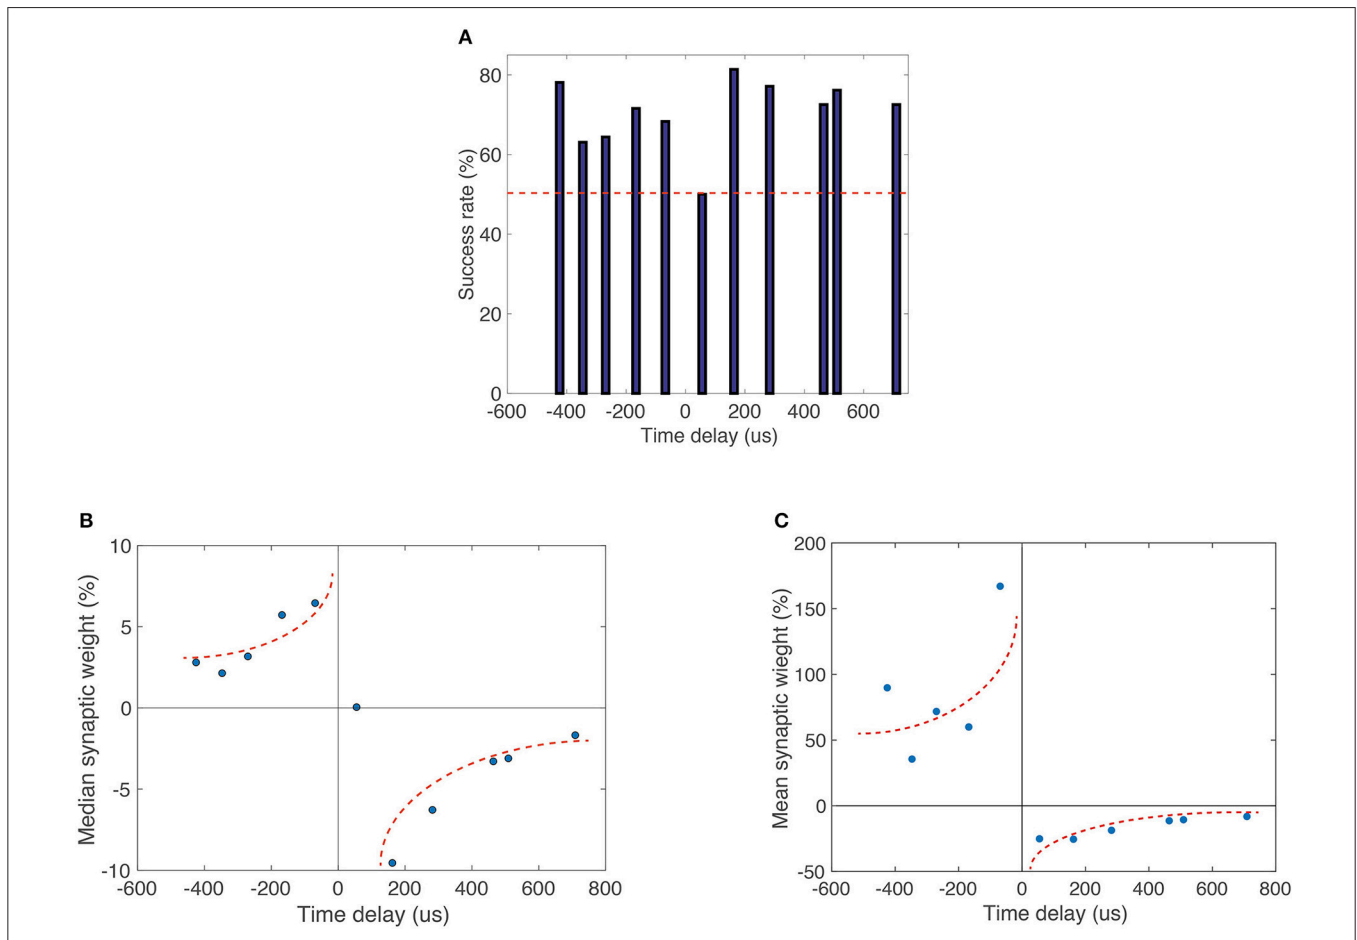 A
80
60
40
20
0
Success rate (%)
-600 -400 -200 0 200 400 600
Time delay (us)
B
10
5
0
-5
-10
Median synaptic weight (%)
-600 -400 -200 0 200 400 600 800
Time delay (us)
C
200
150
100
50
0
-50
Mean synaptic wieght (%)
-600 -400 -200 0 200 400 600 800
Time delay (us)